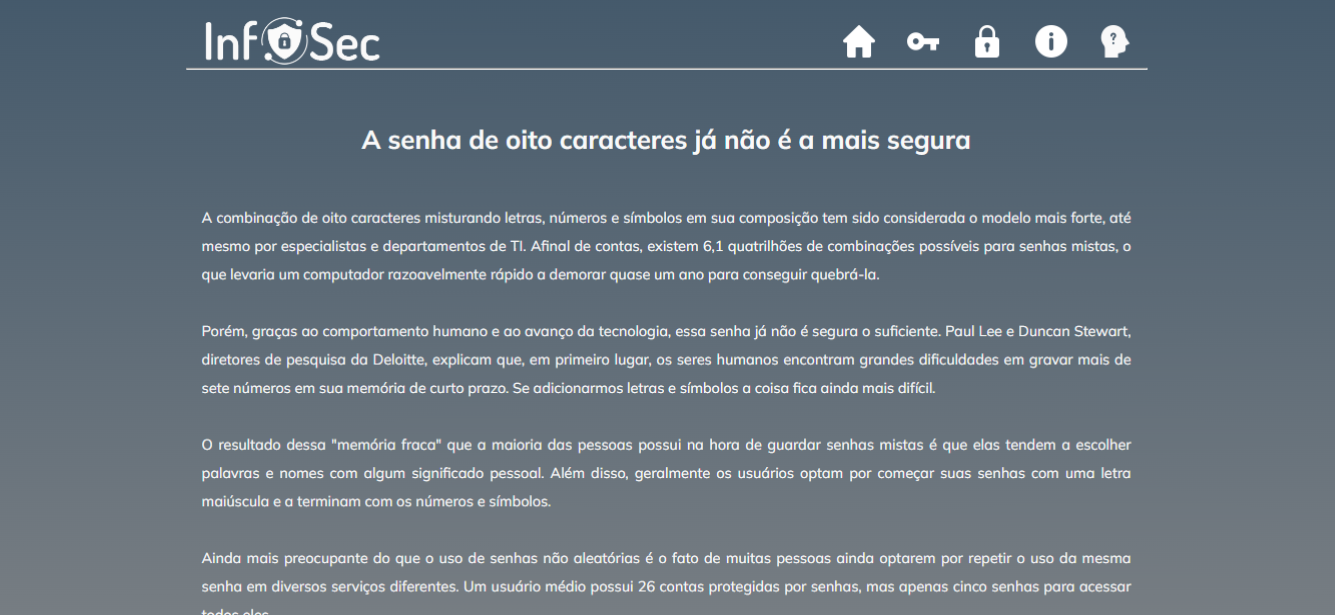 InfoSec
A senha de oito caracteres já não é a mais segura
A combinação de oito caracteres misturando letras, números e símbolos em sua composição tem sido considerada o modelo mais forte, até
mesmo por especialistas e departamentos de TI. Afinal de contas, existem 6,1 quatrilhões de combinações possíveis para senhas mistas, o
que levaria um computador razoavelmente rápido a demorar quase um ano para conseguir quebrá-la.
Porém, graças ao comportamento humano e ao avanço da tecnologia, essa senha já não é segura o suficiente. Paul Lee e Duncan Stewart,
diretores de pesquisa da Deloitte, explicam que, em primeiro lugar, os seres humanos encontram grandes dificuldades em gravar mais de
sete números em sua memória de curto prazo. Se adicionarmos letras e símbolos a coisa fica ainda mais difícil.
O resultado dessa "memória fraca" que a maioria das pessoas possui na hora de guardar senhas mistas é que elas tendem a escolher
palavras e nomes com algum significado pessoal. Além disso, geralmente os usuários optam por começar suas senhas com uma letra
maiúscula e a terminam com os números e símbolos.
Ainda mais preocupante do que o uso de senhas não aleatórias é o fato de muitas pessoas ainda optarem por repetir o uso da mesma
senha em diversos serviços diferentes. Um usuário médio possui 26 contas protegidas por senhas, mas apenas cinco senhas para acessar
todos eles.